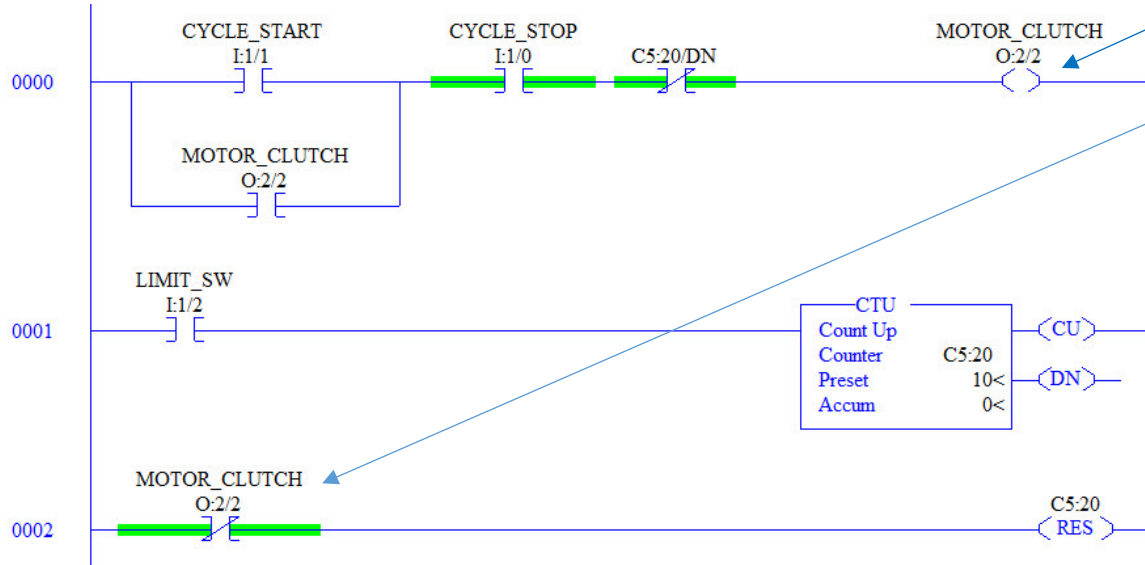 CYCLE_START CYCLE_STOP MOTOR_CLUTCH
I:1/1 I:1/0 C5:20/DN O:2/2
0000
MOTOR_CLUTCH
O:2/2
LIMIT_SW
I:1/2
CTU
0001 Count Up CU
Counter C5:20
Preset 10< DN
Accum 0<
MOTOR_CLUTCH
O:2/2 C5:20
0002 RES